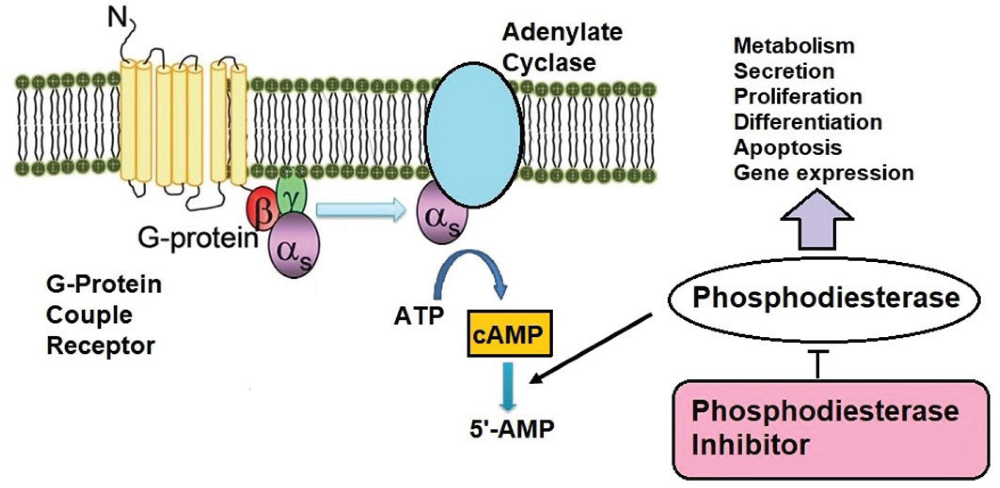 N
Adenylate
Cyclase
Metabolism
Secretion
Proliferation
Differentiation
Apoptosis
Gene expression
β
γ
αs
αs
G-protein
G-Protein
Couple
Receptor
ATP
cAMP
5'-AMP
Phosphodiesterase
Phosphodiesterase
Inhibitor